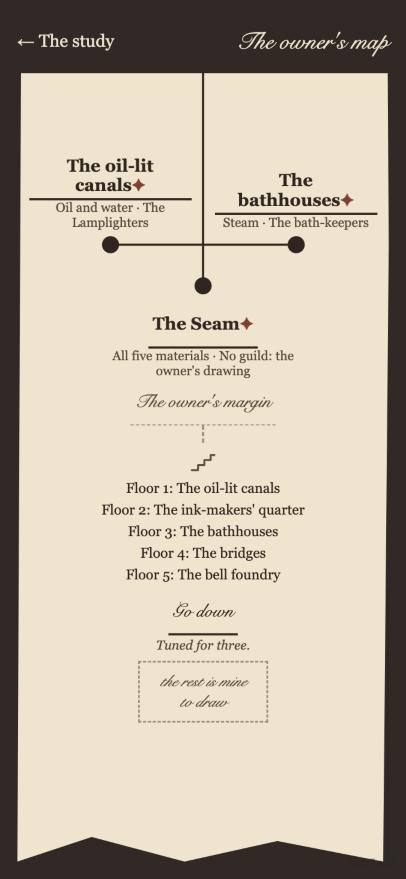 ← The study
The owner's map
The oil-lit
canals✦
Oil and water · The
Lamplighters
The
bathhouses✦
Steam · The bath-keepers
The Seam✦
All five materials · No guild: the
owner's drawing
The owner's margin
Floor 1: The oil-lit canals
Floor 2: The ink-makers' quarter
Floor 3: The bathhouses
Floor 4: The bridges
Floor 5: The bell foundry
Go down
Tuned for three.
the rest is mine
to draw